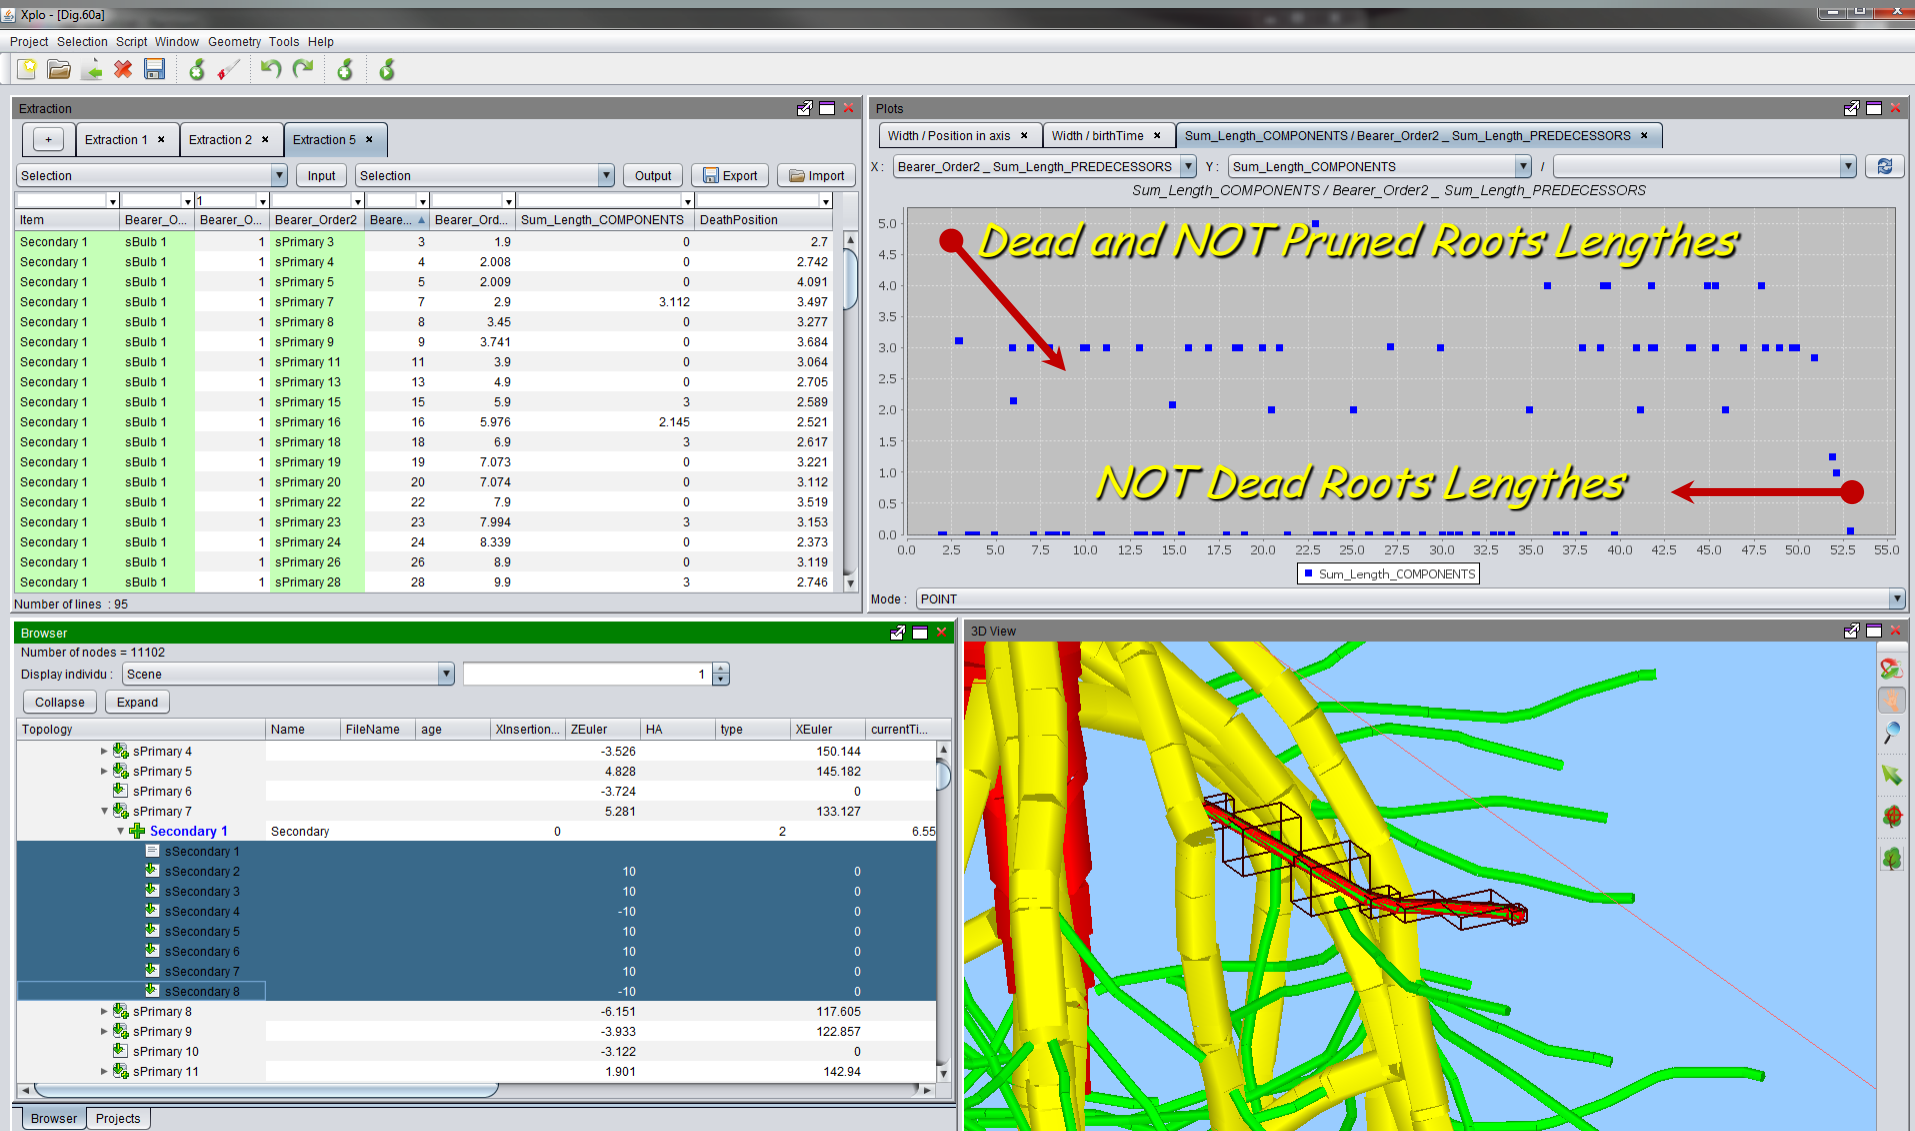 Xplo - [Dig.60a]
Project Selection Script Window Geometry Tools Help
Extraction
+ Extraction 1 × Extraction 2 × Extraction 5 ×
Selection Input Selection Output Export Import
1
Item Bearer_O... Bearer_O... Bearer_Order2 Beare... Bearer_Ord... Sum_Length_COMPONENTS DeathPosition
Secondary 1 sBulb 1 1 sPrimary 3 3 1.9 0 2.7
Secondary 1 sBulb 1 1 sPrimary 4 4 2.008 0 2.742
Secondary 1 sBulb 1 1 sPrimary 5 5 2.009 0 4.091
Secondary 1 sBulb 1 1 sPrimary 7 7 2.9 3.112 3.497
Secondary 1 sBulb 1 1 sPrimary 8 8 3.45 0 3.277
Secondary 1 sBulb 1 1 sPrimary 9 9 3.741 0 3.684
Secondary 1 sBulb 1 1 sPrimary 11 11 3.9 0 3.064
Secondary 1 sBulb 1 1 sPrimary 13 13 4.9 0 2.705
Secondary 1 sBulb 1 1 sPrimary 15 15 5.9 3 2.589
Secondary 1 sBulb 1 1 sPrimary 16 16 5.976 2.145 2.521
Secondary 1 sBulb 1 1 sPrimary 18 18 6.9 3 2.617
Secondary 1 sBulb 1 1 sPrimary 19 19 7.073 0 3.221
Secondary 1 sBulb 1 1 sPrimary 20 20 7.074 0 3.112
Secondary 1 sBulb 1 1 sPrimary 22 22 7.9 0 3.519
Secondary 1 sBulb 1 1 sPrimary 23 23 7.994 3 3.153
Secondary 1 sBulb 1 1 sPrimary 24 24 8.339 0 2.373
Secondary 1 sBulb 1 1 sPrimary 26 26 8.9 0 3.119
Secondary 1 sBulb 1 1 sPrimary 28 28 9.9 3 2.746
Number of lines : 95
Plots
Width / Position in axis × Width / birthTime × Sum_Length_COMPONENTS / Bearer_Order2 _ Sum_Length_PREDECESSORS ×
X : Bearer_Order2 _ Sum_Length_PREDECESSORS Y : Sum_Length_COMPONENTS /
Sum_Length_COMPONENTS / Bearer_Order2 _ Sum_Length_PREDECESSORS
Dead and NOT Pruned Roots Lengthes
NOT Dead Roots Lengthes
5.0
4.5
4.0
3.5
3.0
2.5
2.0
1.5
1.0
0.5
0.0
0.0 2.5 5.0 7.5 10.0 12.5 15.0 17.5 20.0 22.5 25.0 27.5 30.0 32.5 35.0 37.5 40.0 42.5 45.0 47.5 50.0 52.5 55.0
Sum_Length_COMPONENTS
Mode : POINT
Browser
Number of nodes = 11102
Display individu : Scene 1
Collapse Expand
Topology Name FileName age XInsertion... ZEuler HA type XEuler currentTi...
sPrimary 4 -3.526 150.144
sPrimary 5 4.828 145.182
sPrimary 6 -3.724 0
sPrimary 7 5.281 133.127
Secondary 1 Secondary 0 2 6.55
sSecondary 1
sSecondary 2 10 0
sSecondary 3 10 0
sSecondary 4 -10 0
sSecondary 5 10 0
sSecondary 6 10 0
sSecondary 7 10 0
sSecondary 8 -10 0
sPrimary 8 -6.151 117.605
sPrimary 9 -3.933 122.857
sPrimary 10 -3.122 0
sPrimary 11 1.901 142.94
Browser Projects
3D View